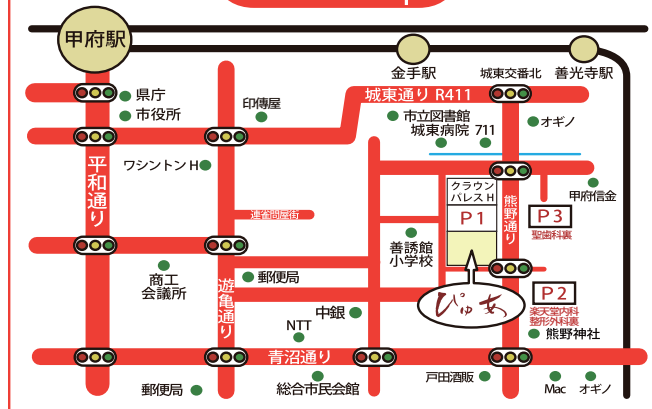 甲府駅
金手駅
善光寺駅
城東交番北
県庁
市役所
印傳屋
城東通り R411
市立図書館
城東病院 711
オギノ
ワシントンH
平和通り
クラウン
パレス H
P1
熊野通り
P3
聖歯科裏
甲府信金
連雀問屋街
善誘館
小学校
商工
会議所
郵便局
遊亀通り
中銀
NTT
ぴゅあ
P2
楽天堂内科
整形外科裏
熊野神社
青沼通り
郵便局
総合市民会館
戸田酒販
Mac
オギノ